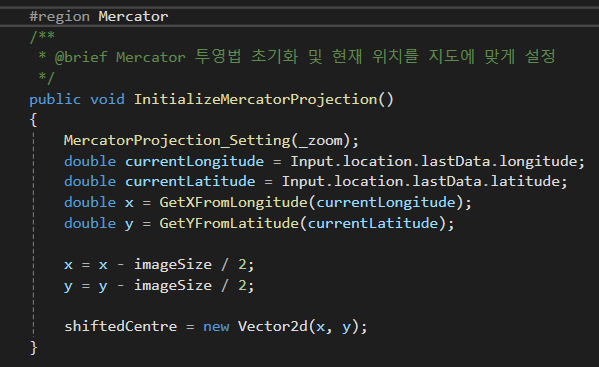 #region Mercator
/**
 * @brief Mercator 투영법 초기화 및 현재 위치를 지도에 맞게 설정
 */
public void InitializeMercatorProjection()
{
    MercatorProjection_Setting(_zoom);
    double currentLongitude = Input.location.lastData.longitude;
    double currentLatitude = Input.location.lastData.latitude;
    double x = GetXFromLongitude(currentLongitude);
    double y = GetYFromLatitude(currentLatitude);

    x = x - imageSize / 2;
    y = y - imageSize / 2;

    shiftedCentre = new Vector2d(x, y);
}